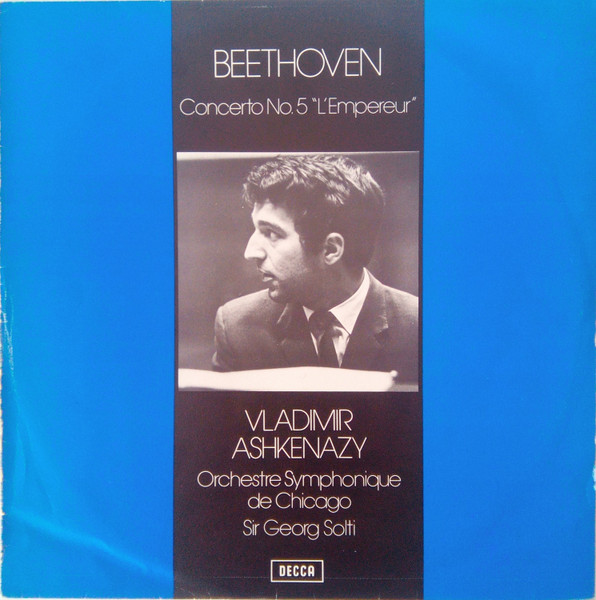 BEETHOVEN
Concerto No. 5 "L'Empereur"
VLADIMIR
ASHKENAZY
Orchestre Symphonique
de Chicago
Sir Georg Solti
DECCA